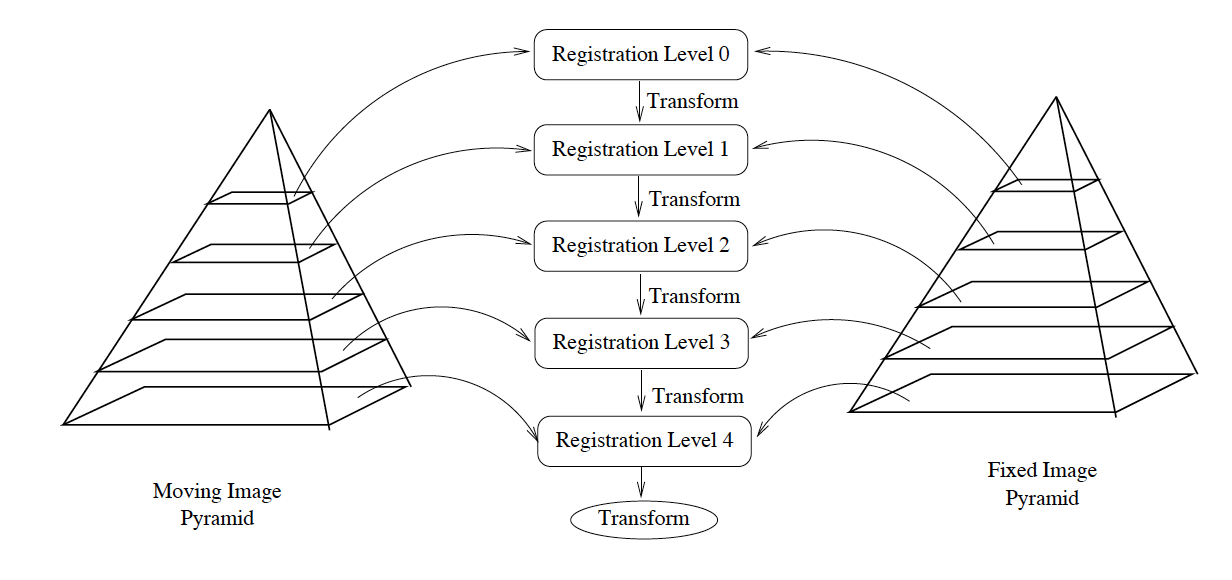 Registration Level 0
Transform
Registration Level 1
Transform
Registration Level 2
Transform
Registration Level 3
Transform
Registration Level 4
Transform
Moving Image
Pyramid
Fixed Image
Pyramid